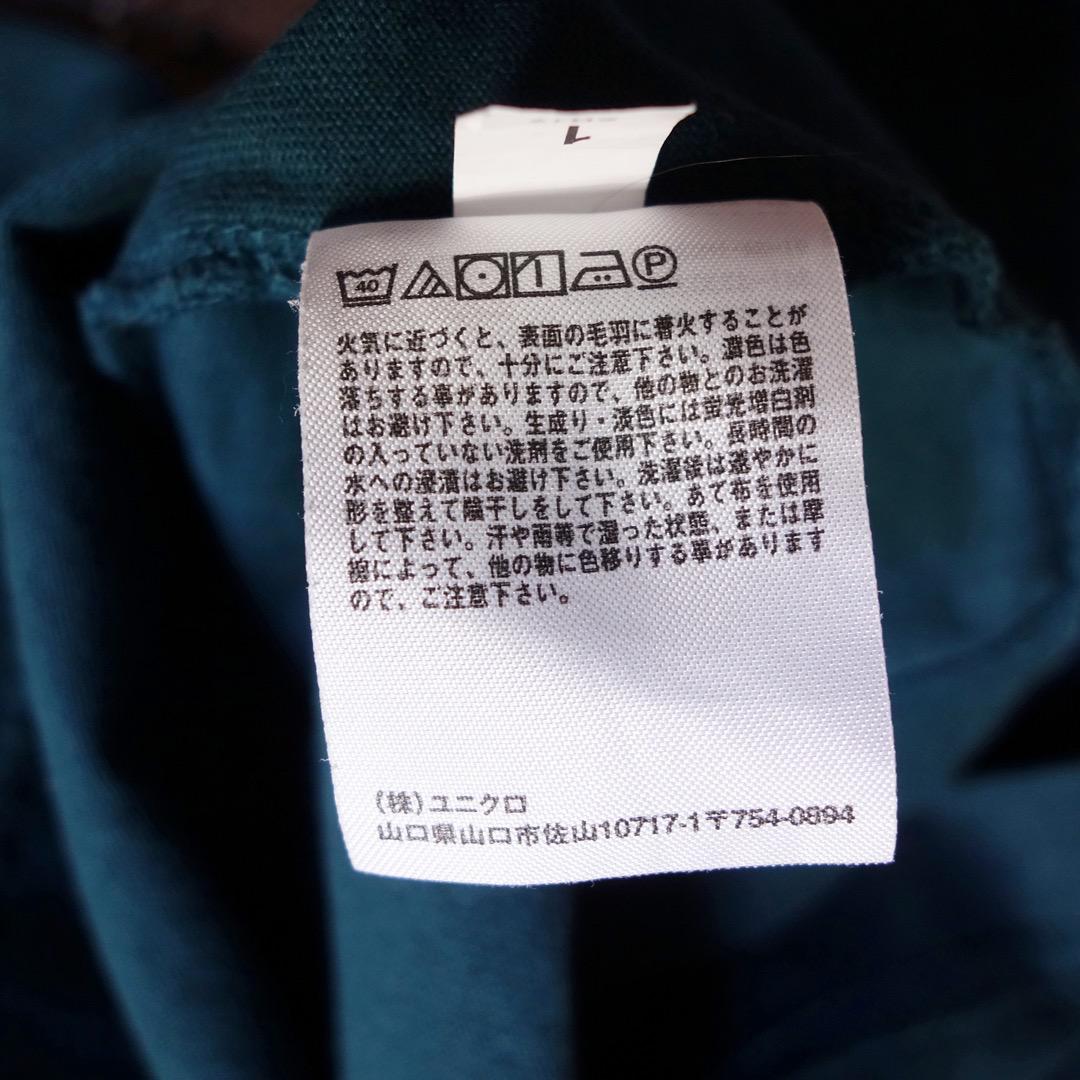 1
40 P
火気に近づくと、表面の毛羽に着火することが
ありますので、十分にご注意下さい。濃色は色
落ちする事がありますので、他の物とのお洗濯
はお避け下さい。生成り・淡色には蛍光増白剤
の入っていない洗剤をご使用下さい。長時間の
水への浸漬はお避け下さい。洗濯後は速やかに
形を整えて陰干しをして下さい。あて布を使用
して下さい。汗や雨等で湿った状態、または摩
擦によって、他の物に色移りする事があります
ので、ご注意下さい。
(株)ユニクロ
山口県山口市佐山10717-1〒754-0894